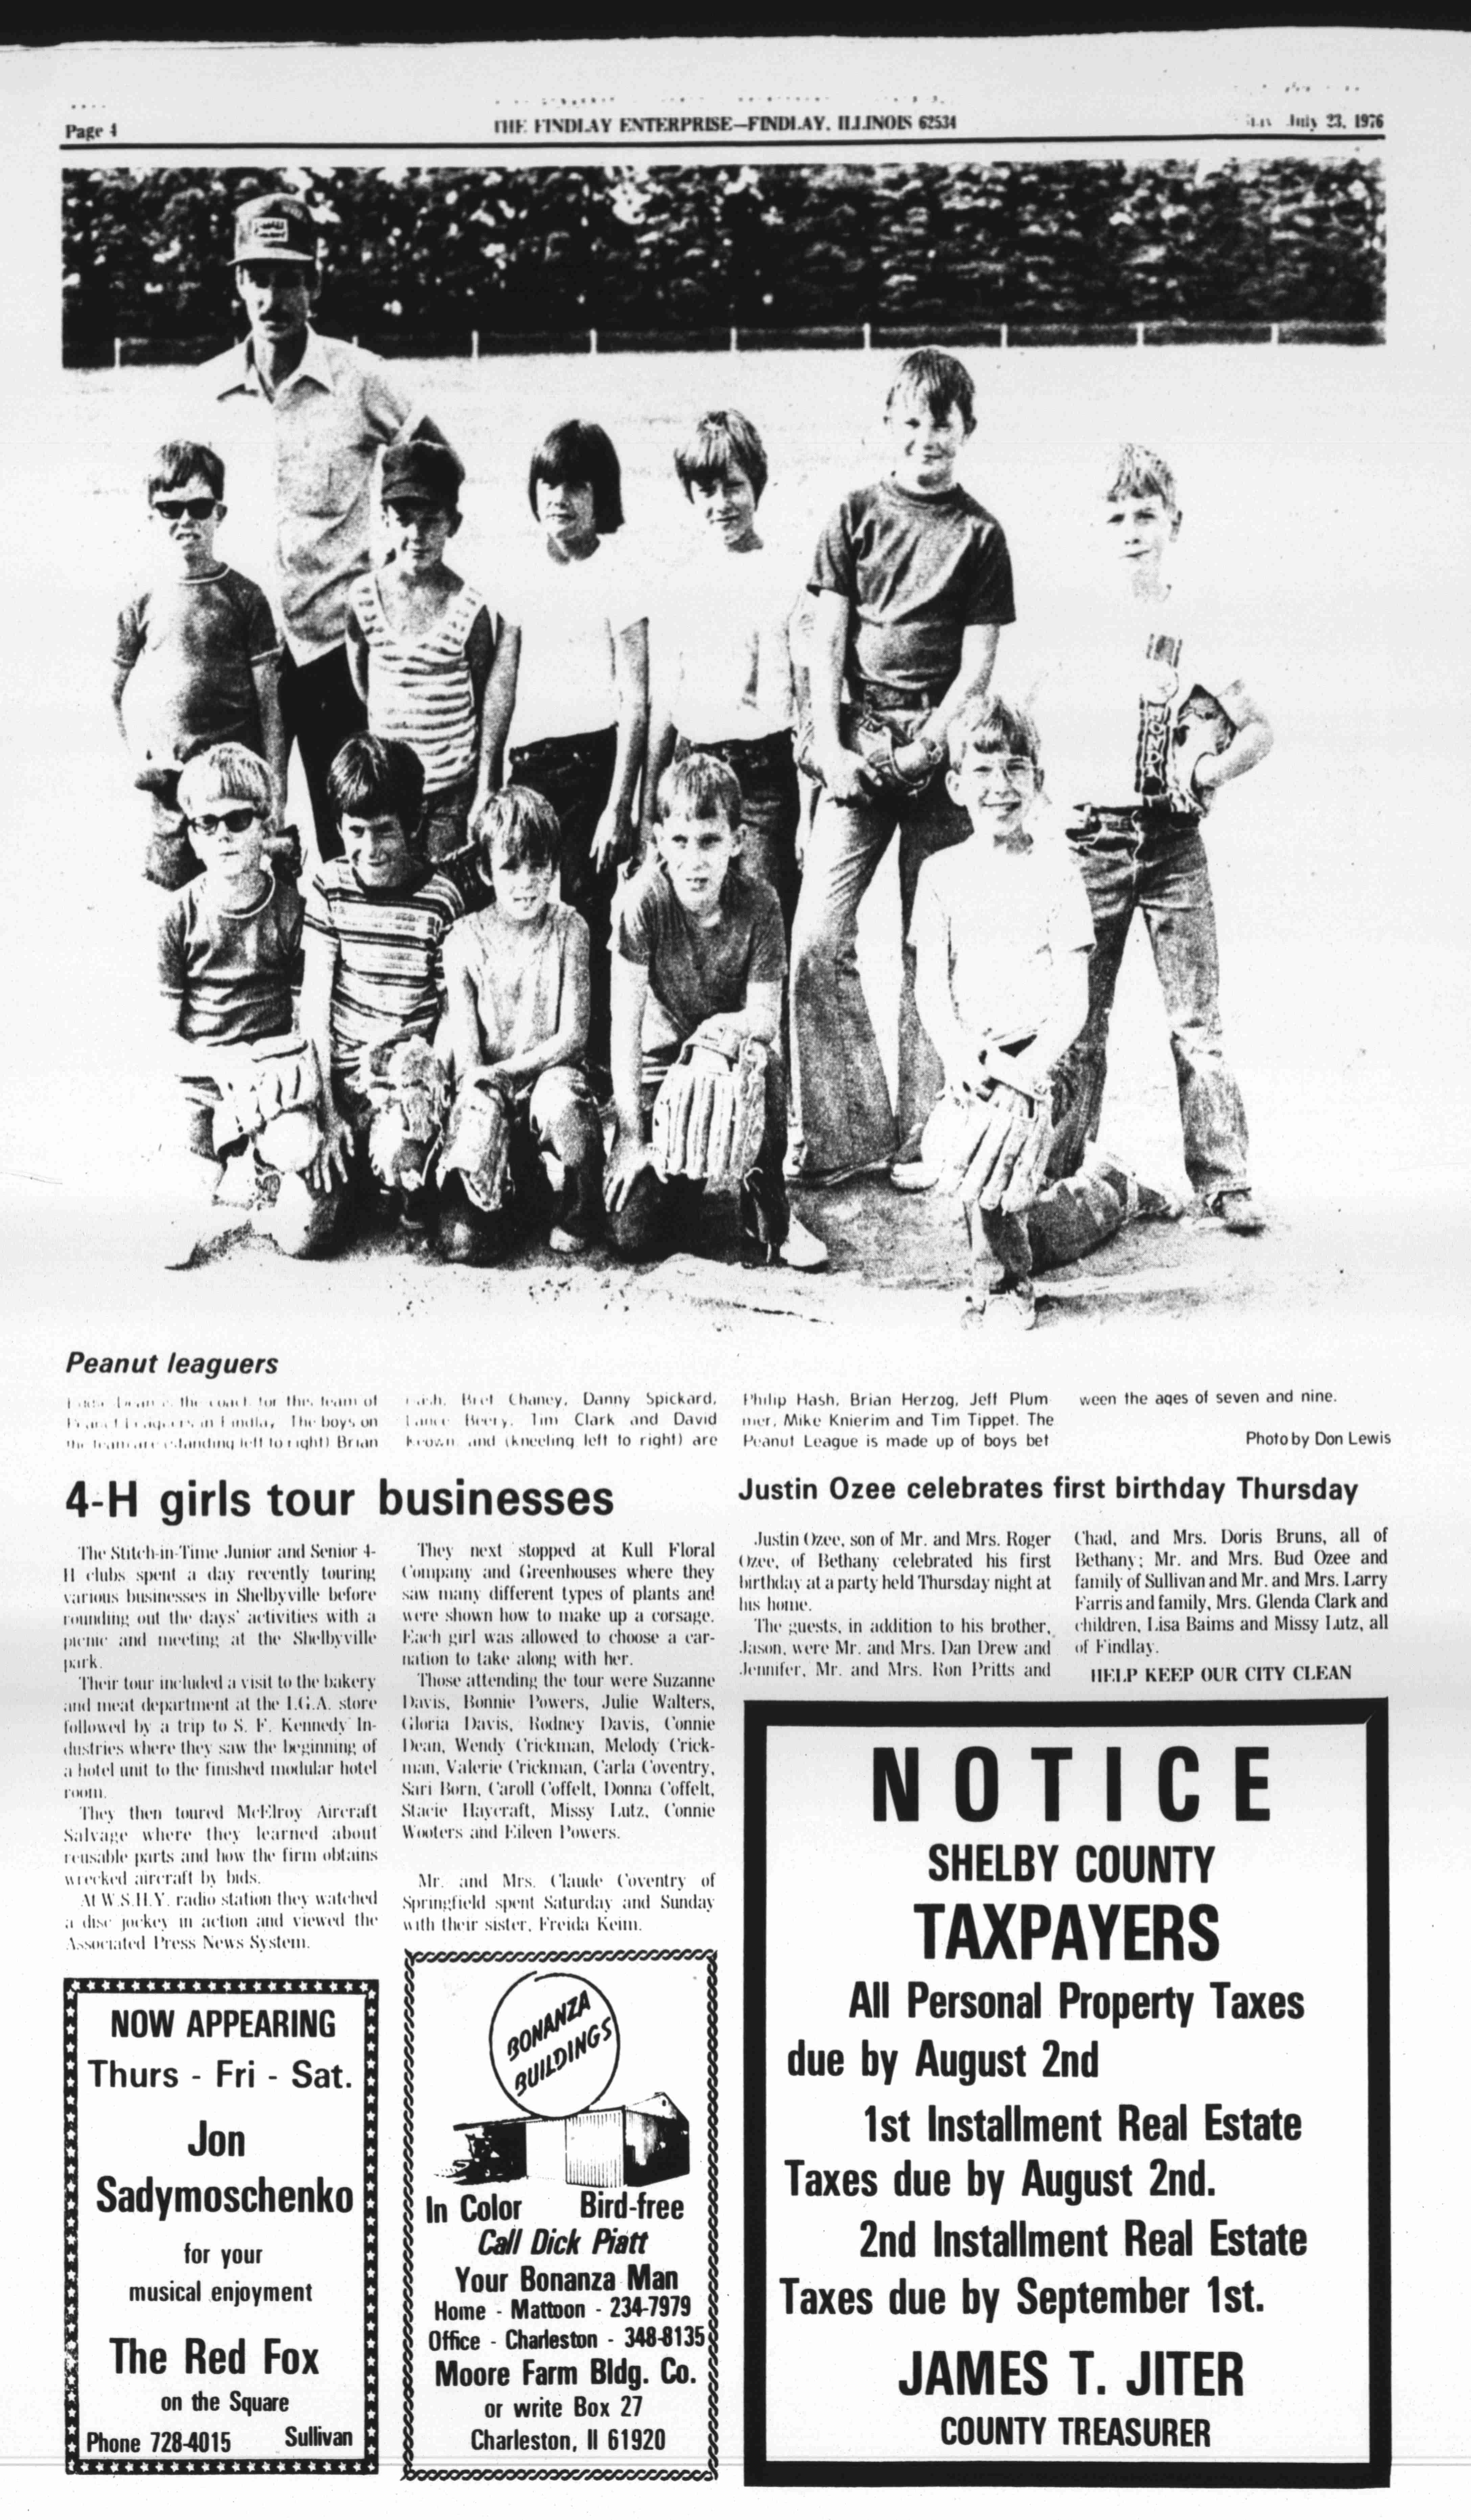 Page 4
THE FINDLAY ENTERPRISE—FINDLAY, ILLINOIS 62534
July 23, 1976
HONDA
Peanut leaguers
the coach for this team of
Peanut Leaguers in Findlay. The boys on
the team are (standing left to right) Brian
Cash, Bret Chaney, Danny Spickard,
Lance Beery, Tim Clark and David
Keown and (kneeling left to right) are
Philip Hash, Brian Herzog, Jeff Plum
mer, Mike Knierim and Tim Tippet. The
Peanut League is made up of boys bet
ween the ages of seven and nine.
Photo by Don Lewis
4-H girls tour businesses
The Stitch-in-Time Junior and Senior 4-
H clubs spent a day recently touring
various businesses in Shelbyville before
rounding out the days' activities with a
picnic and meeting at the Shelbyville
park.
Their tour included a visit to the bakery
and meat department at the I.G.A. store
followed by a trip to S. F. Kennedy In-
dustries where they saw the beginning of
a hotel unit to the finished modular hotel
room.
They then toured McElroy Aircraft
Salvage where they learned about
reusable parts and how the firm obtains
wrecked aircraft by bids.
At W.S.H.Y. radio station they watched
a disc jockey in action and viewed the
Associated Press News System.
They next stopped at Kull Floral
Company and Greenhouses where they
saw many different types of plants and
were shown how to make up a corsage.
Each girl was allowed to choose a car-
nation to take along with her.
Those attending the tour were Suzanne
Davis, Bonnie Powers, Julie Walters,
Gloria Davis, Rodney Davis, Connie
Dean, Wendy Crickman, Melody Crick-
man, Valerie Crickman, Carla Coventry,
Sari Born, Caroll Coffelt, Donna Coffelt,
Stacie Haycraft, Missy Lutz, Connie
Wooters and Eileen Powers.
Mr. and Mrs. Claude Coventry of
Springfield spent Saturday and Sunday
with their sister, Freida Keim.
Justin Ozee celebrates first birthday Thursday
Justin Ozee, son of Mr. and Mrs. Roger
Ozee, of Bethany celebrated his first
birthday at a party held Thursday night at
his home.
The guests, in addition to his brother,
Jason, were Mr. and Mrs. Dan Drew and
Jennifer, Mr. and Mrs. Ron Pritts and
Chad, and Mrs. Doris Bruns, all of
Bethany; Mr. and Mrs. Bud Ozee and
family of Sullivan and Mr. and Mrs. Larry
Farris and family, Mrs. Glenda Clark and
children, Lisa Baims and Missy Lutz, all
of Findlay.
HELP KEEP OUR CITY CLEAN
NOW APPEARING
Thurs - Fri - Sat.
Jon
Sadymoschenko
for your
musical enjoyment
The Red Fox
on the Square
Phone 728-4015 Sullivan
BONANZA
BUILDINGS
In Color Bird-free
Call Dick Piatt
Your Bonanza Man
Home - Mattoon - 234-7979
Office - Charleston - 348-8135
Moore Farm Bldg. Co.
or write Box 27
Charleston, Il 61920
NOTICE
SHELBY COUNTY
TAXPAYERS
All Personal Property Taxes
due by August 2nd
1st Installment Real Estate
Taxes due by August 2nd.
2nd Installment Real Estate
Taxes due by September 1st.
JAMES T. JITER
COUNTY TREASURER